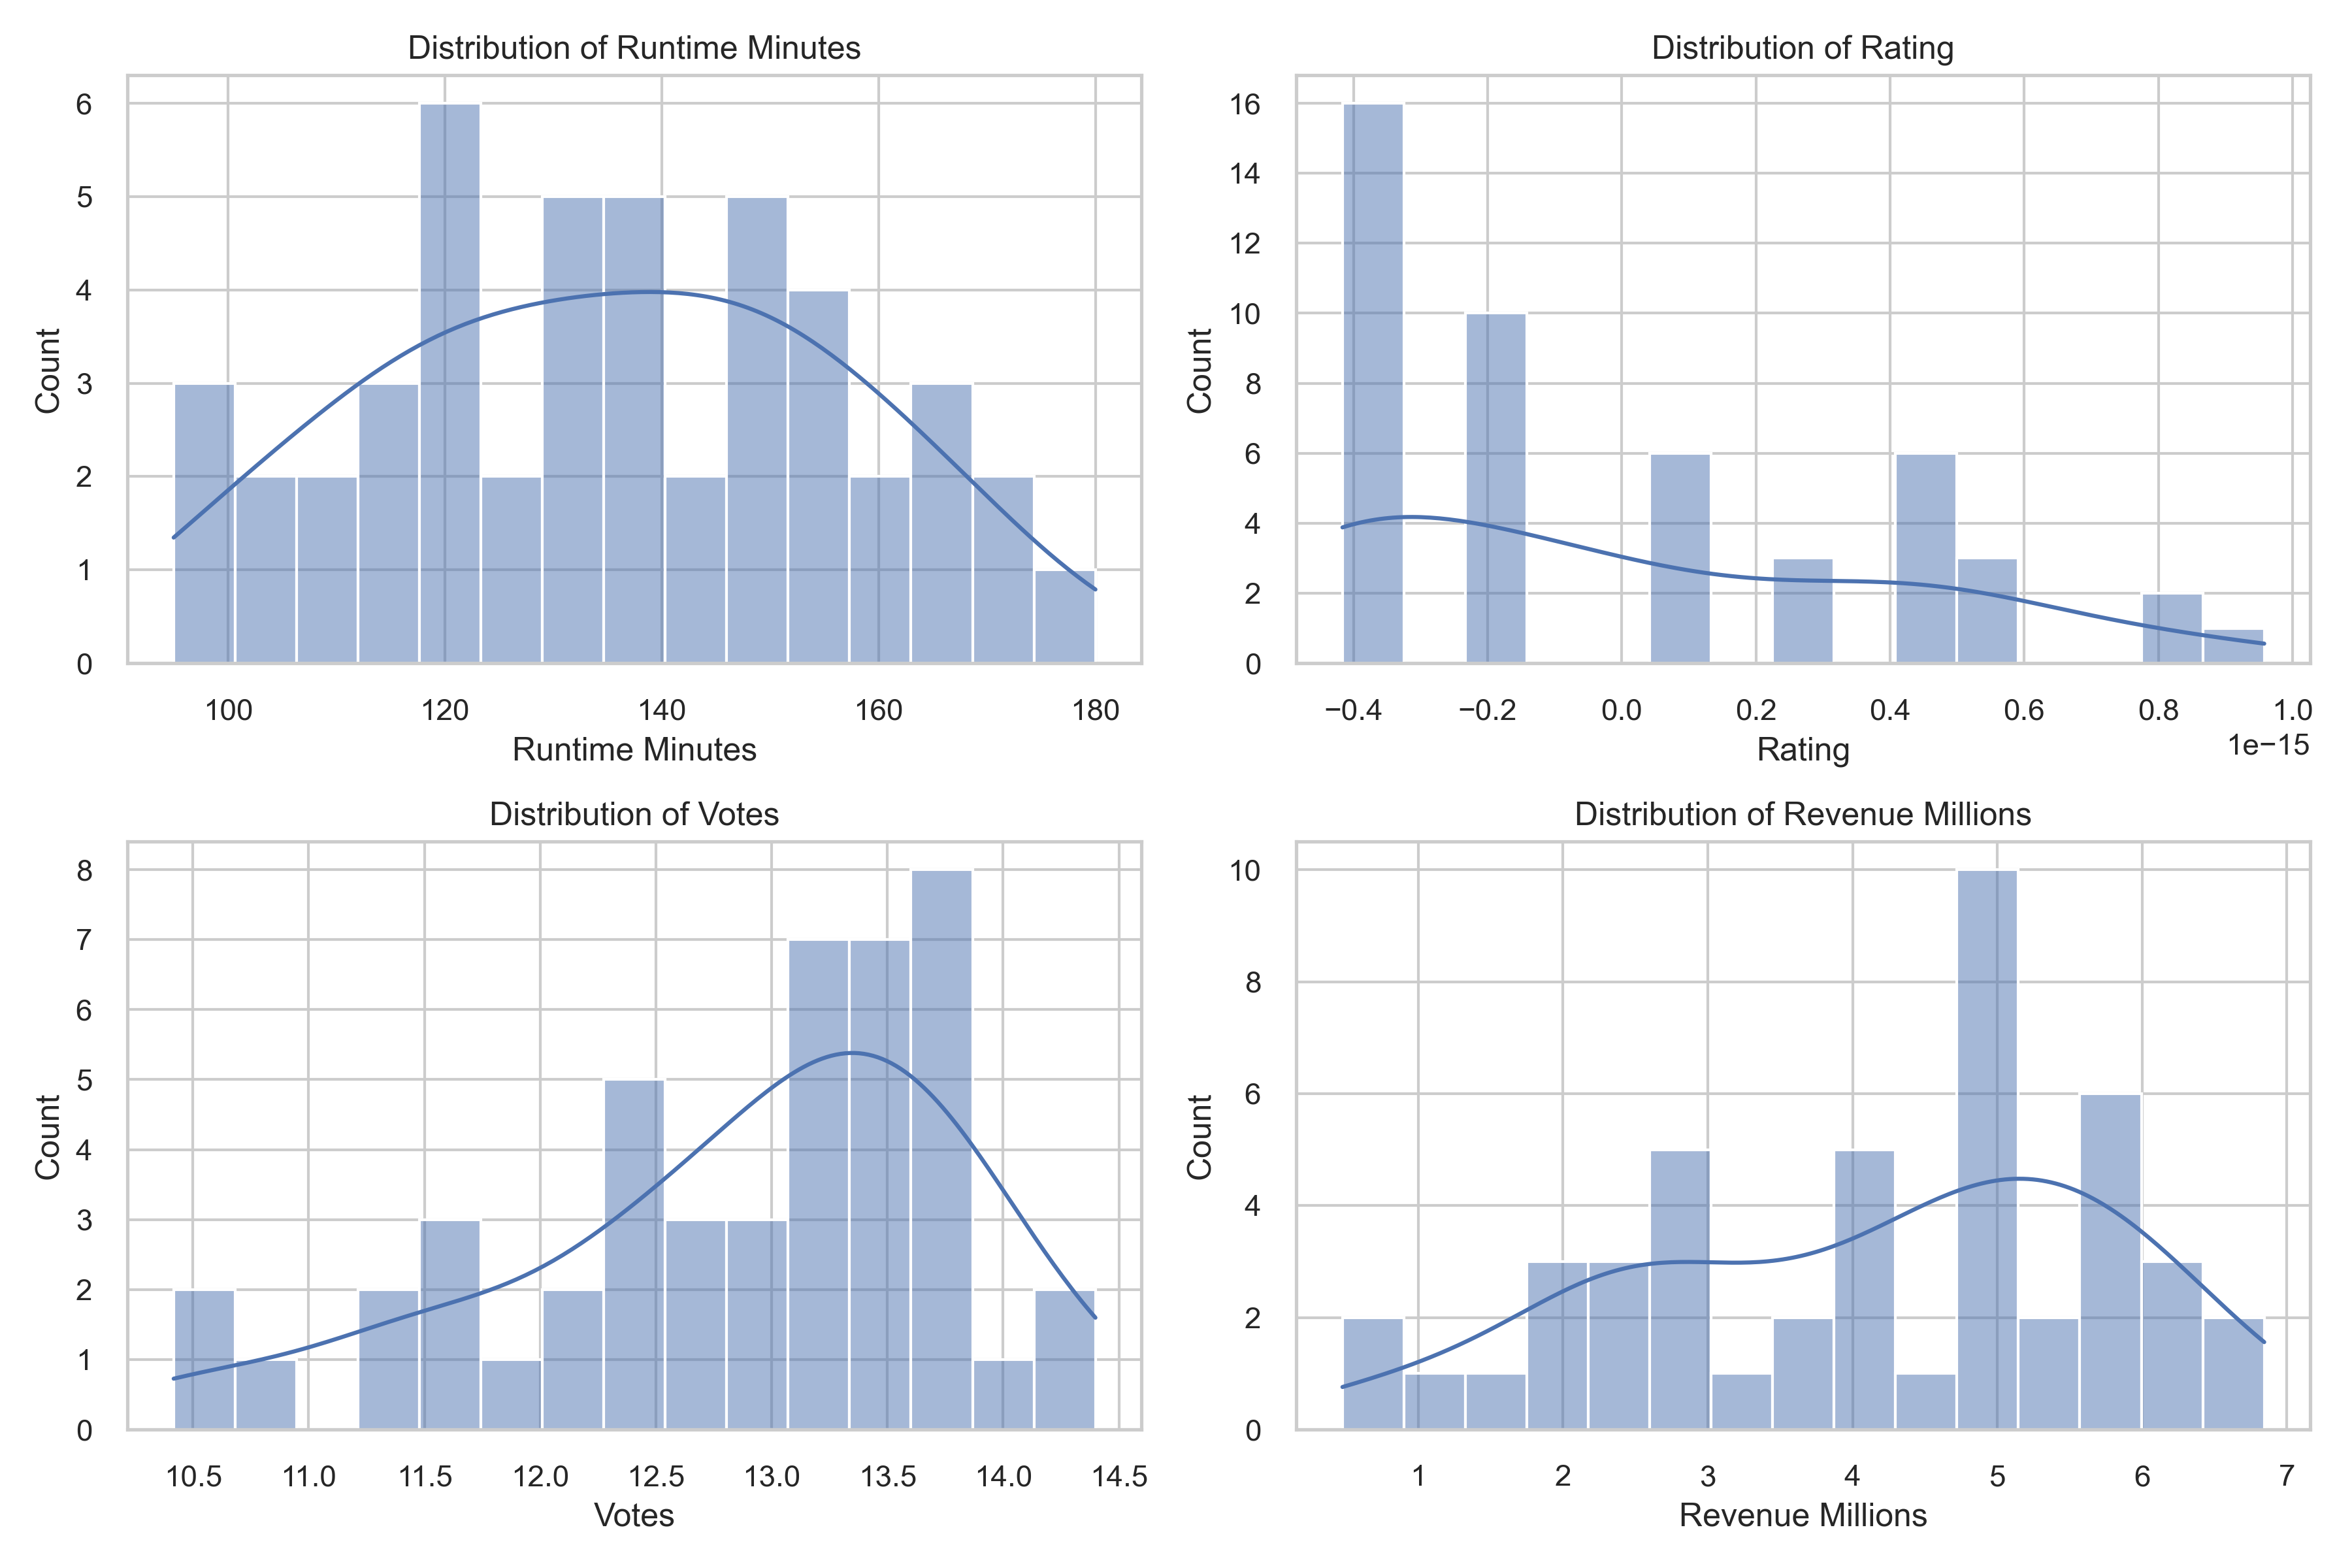 Distribution of Runtime Minutes
6
5
4
3
2
1
0
Count
100 120 140 160 180
Runtime Minutes
Distribution of Rating
16
14
12
10
8
6
4
2
0
Count
−0.4 −0.2 0.0 0.2 0.4 0.6 0.8 1.0
1e−15
Rating
Distribution of Votes
8
7
6
5
4
3
2
1
0
Count
10.5 11.0 11.5 12.0 12.5 13.0 13.5 14.0 14.5
Votes
Distribution of Revenue Millions
10
8
6
4
2
0
Count
1 2 3 4 5 6 7
Revenue Millions